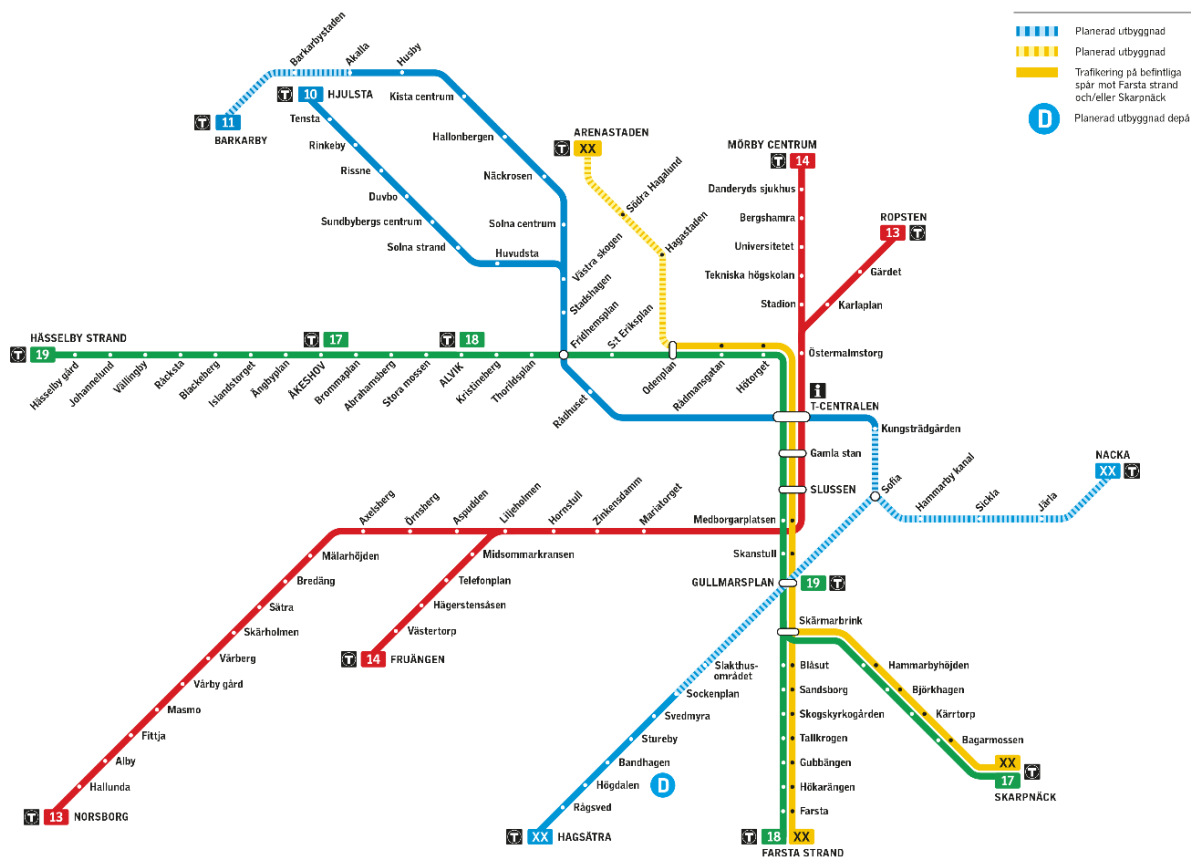 Planerad utbyggnad
Planerad utbyggnad
Trafikering på befintliga
spår mot Farsta strand
och/eller Skarpnäck
D
Planerad utbyggnad depå
Barkarbystaden
Akalla
Husby
T
11
BARKARBY
T
10
HJULSTA
Kista centrum
Hallonbergen
Näckrosen
Solna centrum
Västra skogen
Stadshagen
Fridhemsplan
Tensta
Rinkeby
Rissne
Duvbo
Sundbybergs centrum
Solna strand
Huvudsta
ARENASTADEN
T
XX
Södra Hagalund
Hagastaden
MÖRBY CENTRUM
T
14
Danderyds sjukhus
Bergshamra
Universitetet
Tekniska högskolan
Stadion
ROPSTEN
13
T
Gärdet
Karlaplan
Östermalmstorg
HÄSSELBY STRAND
T
19
Hässelby gård
Johannelund
Vällingby
Råcksta
Blackeberg
Islandstorget
Ängbyplan
T
17
ÅKESHOV
Brommaplan
Abrahamsberg
Stora mossen
T
18
ALVIK
Kristineberg
Thorildsplan
S:t Eriksplan
Odenplan
Rådmansgatan
Hötorget
Rådhuset
i
T-CENTRALEN
Kungsträdgården
Gamla stan
SLUSSEN
Sofia
Hammarby kanal
Sickla
Järla
NACKA
XX
T
Medborgarplatsen
Skanstull
GULLMARSPLAN
19
T
Skärmarbrink
Axelsberg
Örnsberg
Aspudden
Liljeholmen
Hornstull
Zinkensdamm
Mariatorget
Mälarhöjden
Bredäng
Sätra
Skärholmen
Vårberg
Vårby gård
Masmo
Fittja
Alby
Hallunda
T
13
NORSBORG
Midsommarkransen
Telefonplan
Hägerstensåsen
Västertorp
T
14
FRUÄNGEN
Slakthus-
området
Sockenplan
Svedmyra
Stureby
Bandhagen
Högdalen
D
Rågsved
T
XX
HAGSÄTRA
Blåsut
Sandsborg
Skogskyrkogården
Tallkrogen
Gubbängen
Hökarängen
Farsta
T
18
XX
FARSTA STRAND
Hammarbyhöjden
Björkhagen
Kärrtorp
Bagarmossen
XX
17
T
SKARPNÄCK